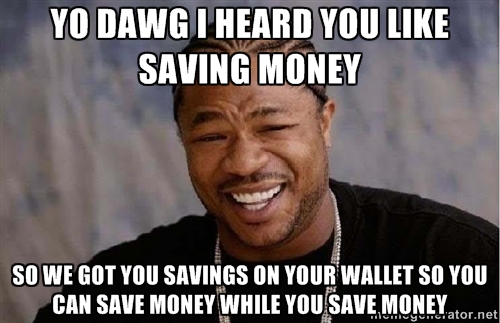 YO DAWG I HEARD YOU LIKE
SAVING MONEY
SO WE GOT YOU SAVINGS ON YOUR WALLET SO YOU
CAN SAVE MONEY WHILE YOU SAVE MONEY
memegenerator.net